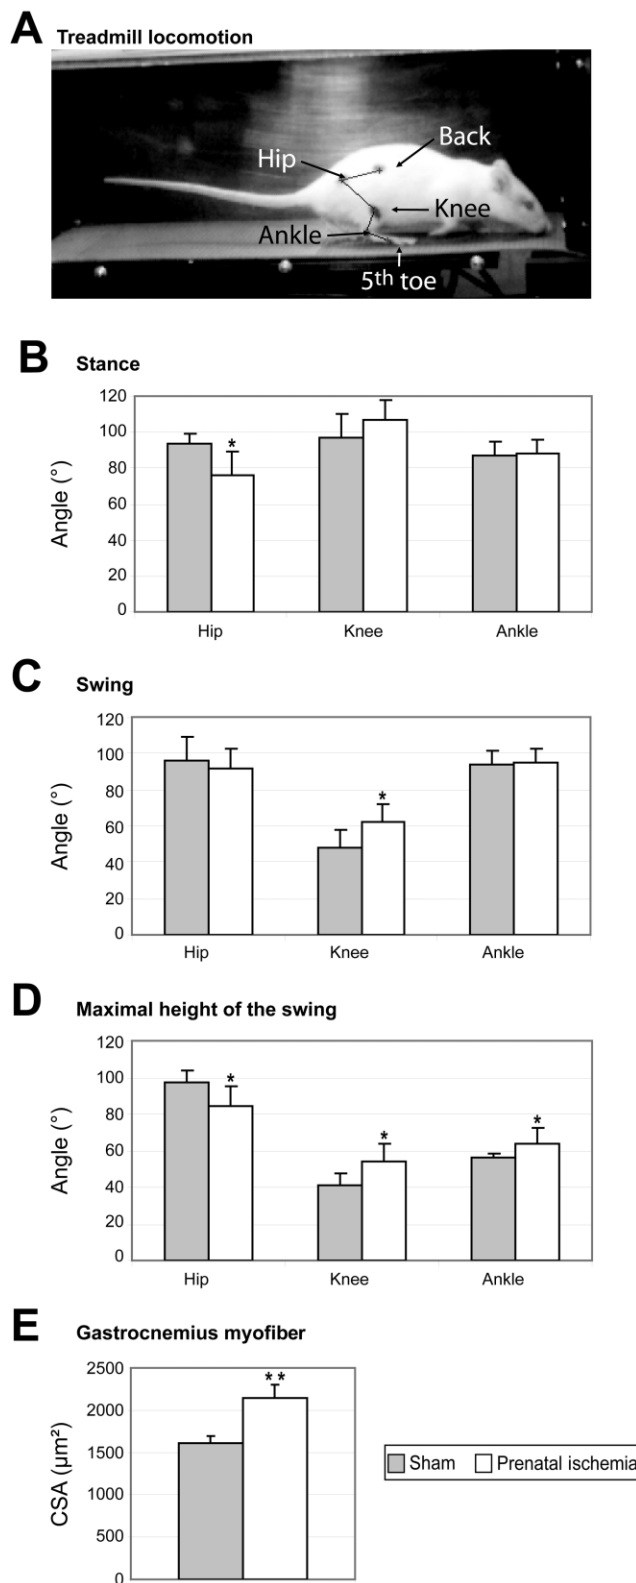 A Treadmill locomotion
Back
Hip
Knee
Ankle
5th toe
B Stance
120
100
80
60
40
20
0
Angle (°)
*
Hip Knee Ankle
C Swing
120
100
80
60
40
20
0
Angle (°)
*
Hip Knee Ankle
D Maximal height of the swing
120
100
80
60
40
20
0
Angle (°)
* * *
Hip Knee Ankle
E Gastrocnemius myofiber
2500
2000
1500
1000
500
0
CSA (µm²)
**
Sham Prenatal ischemia